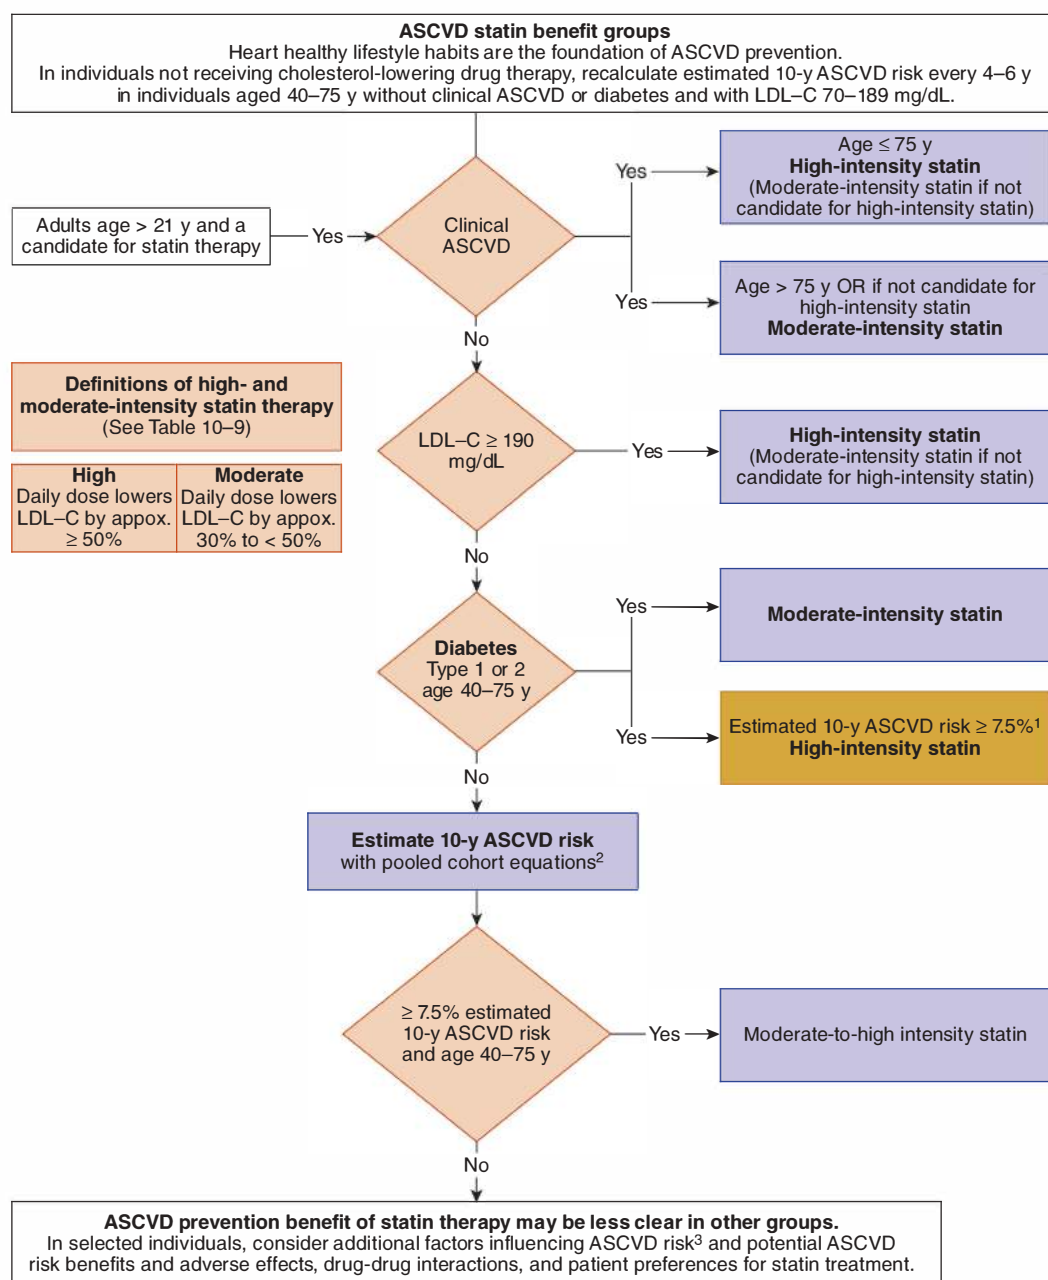 ASCVD statin benefit groups
Heart healthy lifestyle habits are the foundation of ASCVD prevention.
In individuals not receiving cholesterol-lowering drug therapy, recalculate estimated 10-y ASCVD risk every 4–6 y
in individuals aged 40–75 y without clinical ASCVD or diabetes and with LDL–C 70–189 mg/dL.
Adults age > 21 y and a
candidate for statin therapy
Yes
Clinical
ASCVD
Yes
Age ≤ 75 y
High-intensity statin
(Moderate-intensity statin if not
candidate for high-intensity statin)
Yes
Age > 75 y OR if not candidate for
high-intensity statin
Moderate-intensity statin
No
Definitions of high- and
moderate-intensity statin therapy
(See Table 10–9)
High
Daily dose lowers
LDL–C by appox.
≥ 50%
Moderate
Daily dose lowers
LDL–C by appox.
30% to < 50%
LDL–C ≥ 190
mg/dL
Yes
High-intensity statin
(Moderate-intensity statin if not
candidate for high-intensity statin)
No
Diabetes
Type 1 or 2
age 40–75 y
Yes
Moderate-intensity statin
Yes
Estimated 10-y ASCVD risk ≥ 7.5%¹
High-intensity statin
No
Estimate 10-y ASCVD risk
with pooled cohort equations²
≥ 7.5% estimated
10-y ASCVD risk
and age 40–75 y
Yes
Moderate-to-high intensity statin
No
ASCVD prevention benefit of statin therapy may be less clear in other groups.
In selected individuals, consider additional factors influencing ASCVD risk³ and potential ASCVD
risk benefits and adverse effects, drug-drug interactions, and patient preferences for statin treatment.